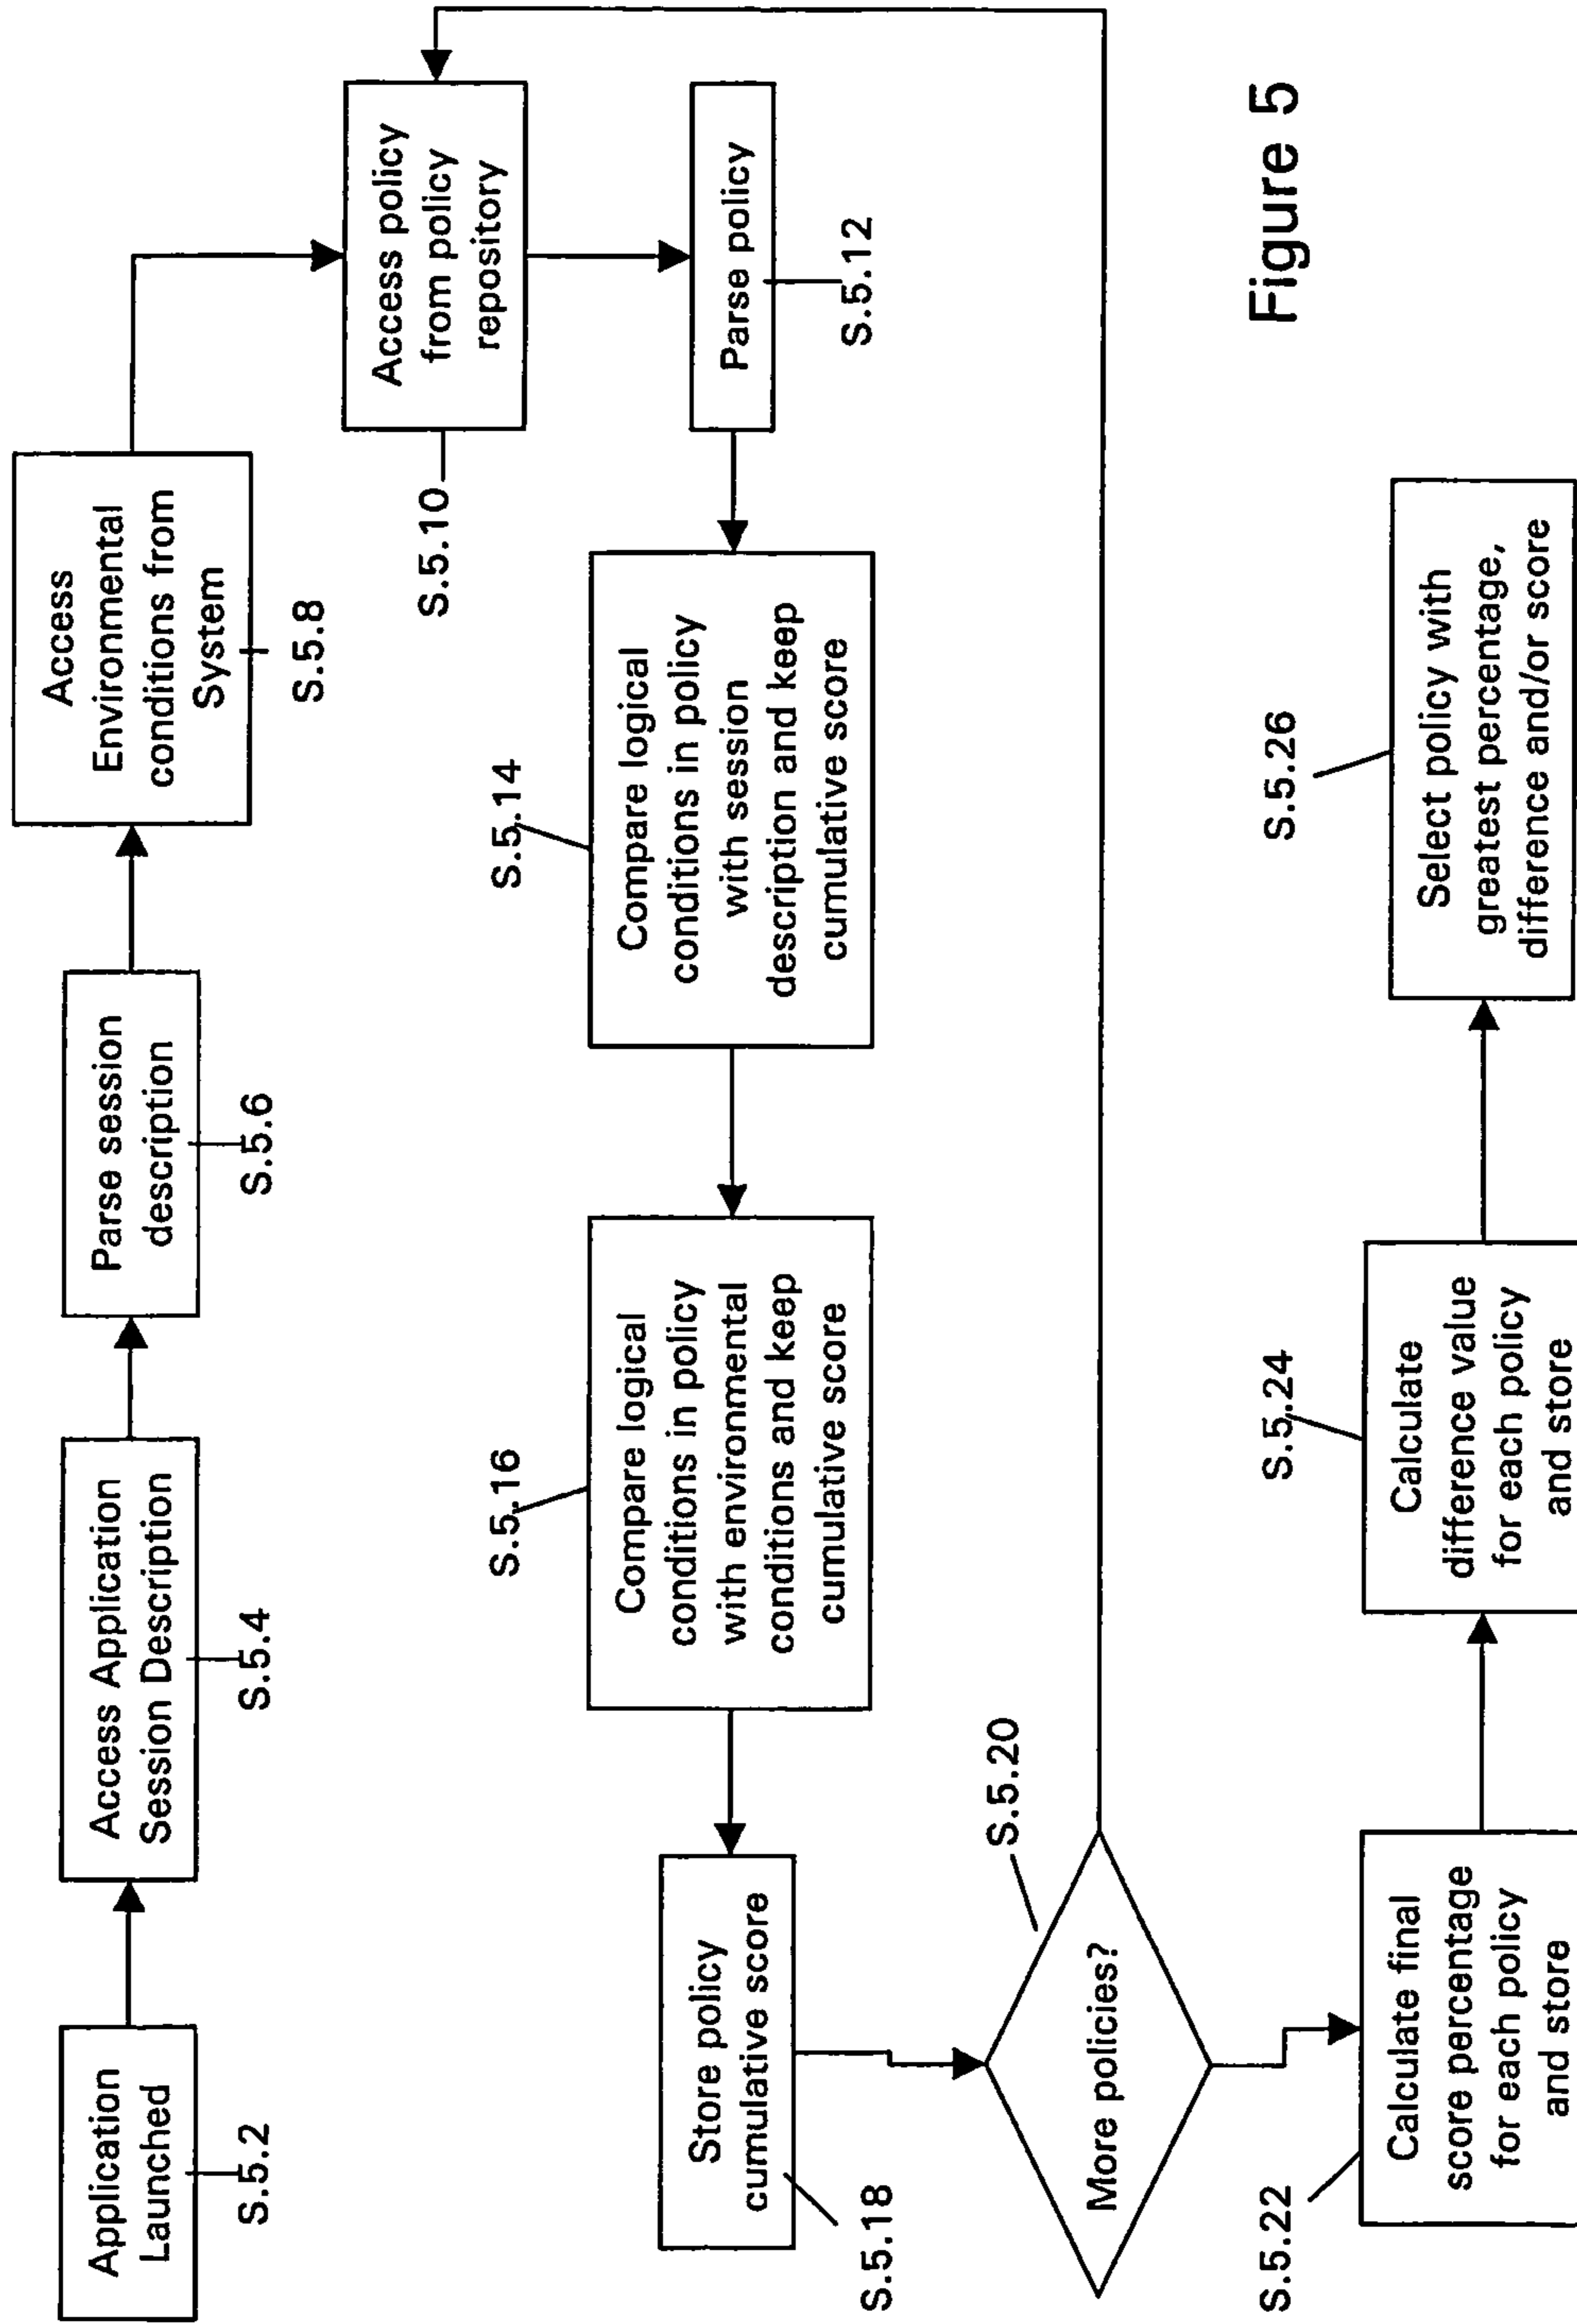 Application
Launched
S.5.2
Access Application
Session Description
S.5.4
Parse session
description
S.5.6
Access
Environmental
conditions from
System
S.5.8
Access policy
from policy
repository
S.5.10
Parse policy
S.5.12
Compare logical
conditions in policy
with session
description and keep
cumulative score
S.5.14
Compare logical
conditions in policy
with environmental
conditions and keep
cumulative score
S.5.16
Store policy
cumulative score
S.5.18
More policies?
S.5.20
Calculate final
score percentage
for each policy
and store
S.5.22
Calculate
difference value
for each policy
and store
S.5.24
Select policy with
greatest percentage,
difference and/or score
S.5.26
Figure 5